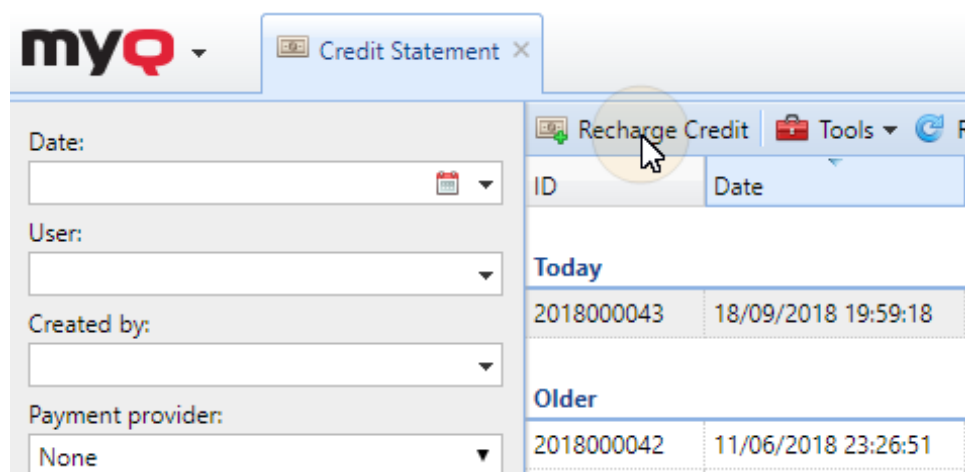 myQ
Credit Statement
Date:
User:
Created by:
Payment provider:
None
Recharge Credit Tools
ID Date
Today
2018000043 18/09/2018 19:59:18
Older
2018000042 11/06/2018 23:26:51